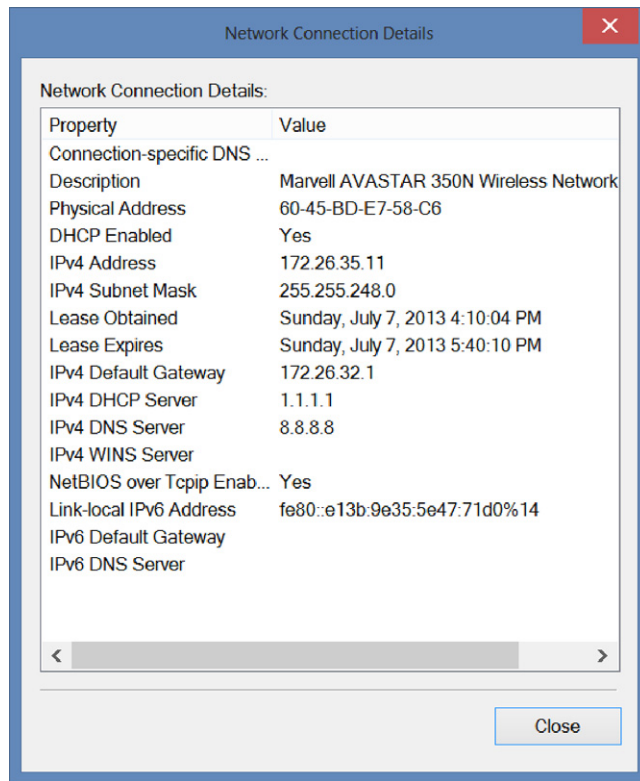 Network Connection Details
Network Connection Details:
Property Value
Connection-specific DNS ...
Description Marvell AVASTAR 350N Wireless Network
Physical Address 60-45-BD-E7-58-C6
DHCP Enabled Yes
IPv4 Address 172.26.35.11
IPv4 Subnet Mask 255.255.248.0
Lease Obtained Sunday, July 7, 2013 4:10:04 PM
Lease Expires Sunday, July 7, 2013 5:40:10 PM
IPv4 Default Gateway 172.26.32.1
IPv4 DHCP Server 1.1.1.1
IPv4 DNS Server 8.8.8.8
IPv4 WINS Server
NetBIOS over Tcpip Enab... Yes
Link-local IPv6 Address fe80::e13b:9e35:5e47:71d0%14
IPv6 Default Gateway
IPv6 DNS Server
Close